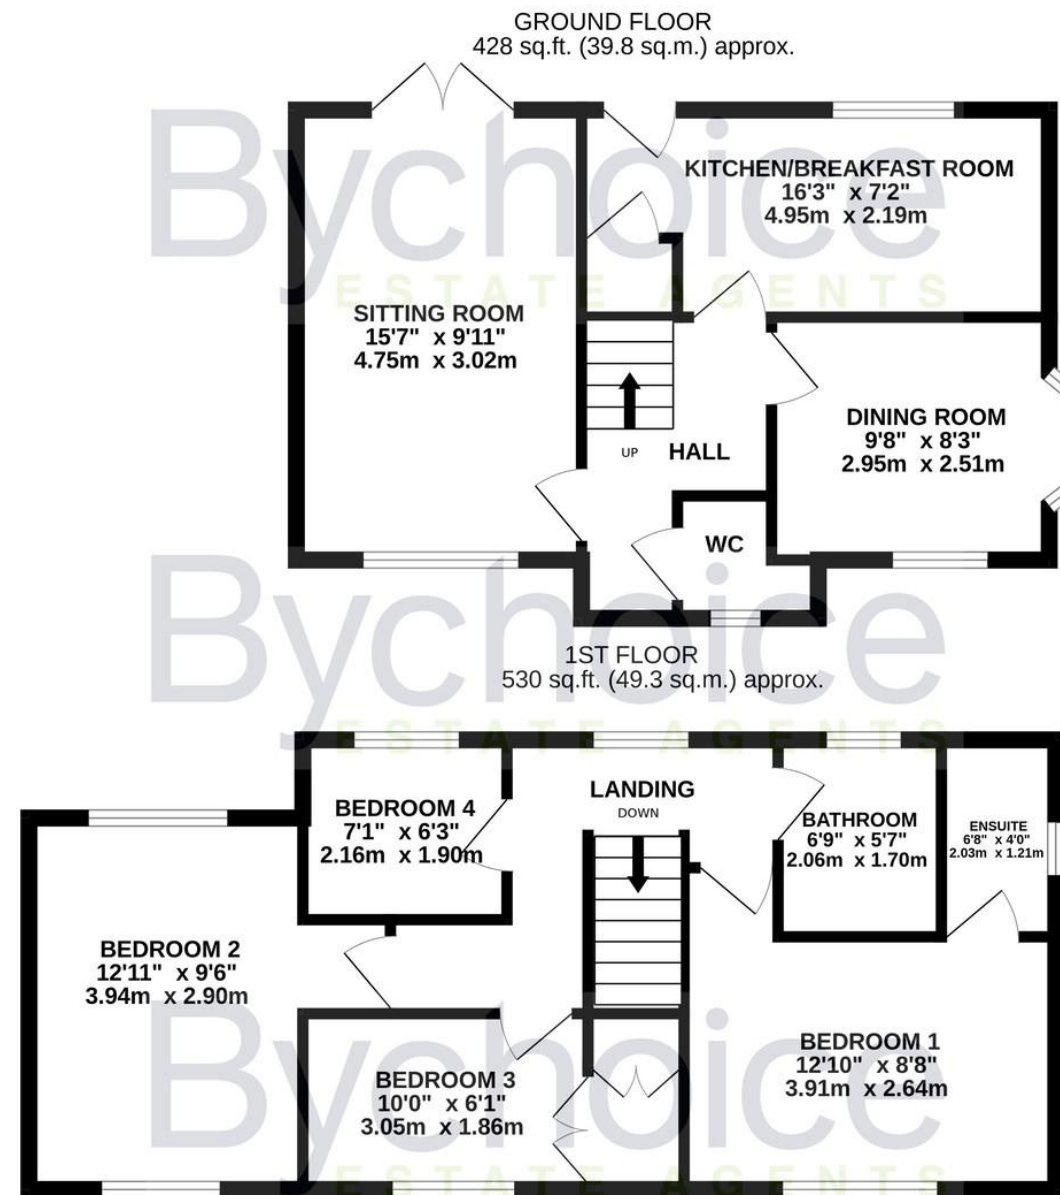 GROUND FLOOR
428 sq.ft. (39.8 sq.m.) approx.
Bychoice
ESTATE AGENTS
KITCHEN/BREAKFAST ROOM
16'3" x 7'2"
4.95m x 2.19m
SITTING ROOM
15'7" x 9'11"
4.75m x 3.02m
DINING ROOM
9'8" x 8'3"
2.95m x 2.51m
UP
HALL
WC
Bychoice
ESTATE AGENTS
1ST FLOOR
530 sq.ft. (49.3 sq.m.) approx.
LANDING
DOWN
BEDROOM 4
7'1" x 6'3"
2.16m x 1.90m
BATHROOM
6'9" x 5'7"
2.06m x 1.70m
ENSUITE
6'8" x 4'0"
2.03m x 1.21m
BEDROOM 2
12'11" x 9'6"
3.94m x 2.90m
BEDROOM 1
12'10" x 8'8"
3.91m x 2.64m
BEDROOM 3
10'0" x 6'1"
3.05m x 1.86m
Bychoice
ESTATE AGENTS